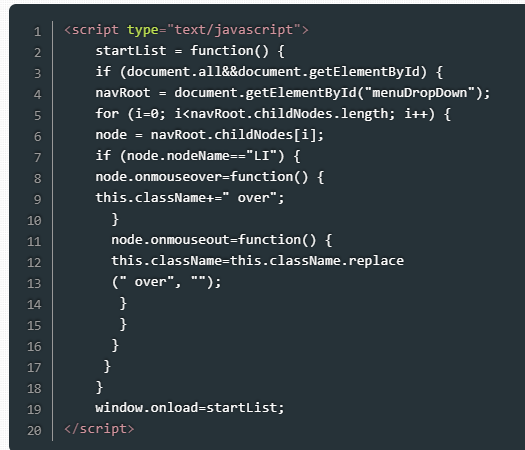 1 <script type="text/javascript">
2 startList = function() {
3 if (document.all&&document.getElementById) {
4 navRoot = document.getElementById("menuDropDown");
5 for (i=0; i<navRoot.childNodes.length; i++) {
6 node = navRoot.childNodes[i];
7 if (node.nodeName=="LI") {
8 node.onmouseover=function() {
9 this.className+=" over";
10 }
11 node.onmouseout=function() {
12 this.className=this.className.replace
13 (" over", "");
14 }
15 }
16 }
17 }
18 }
19 window.onload=startList;
20 </script>